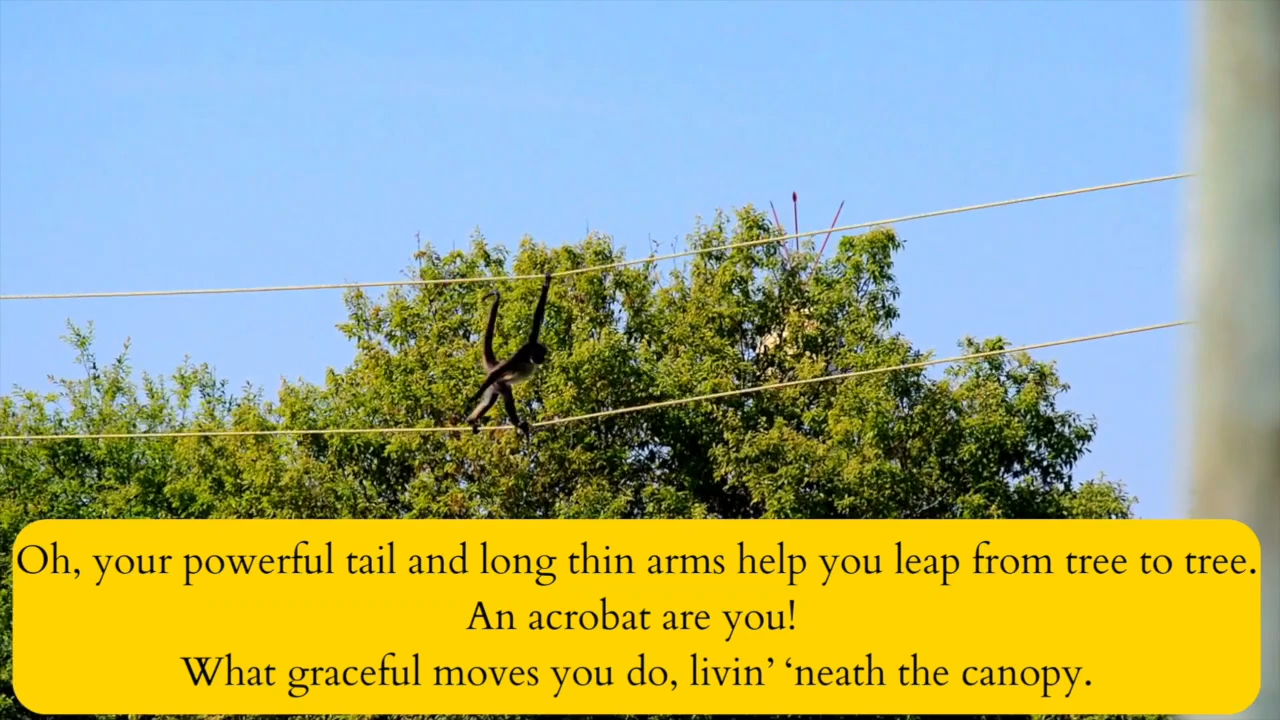 Oh, your powerful tail and long thin arms help you leap from tree to tree.
An acrobat are you!
What graceful moves you do, livin’ ‘neath the canopy.